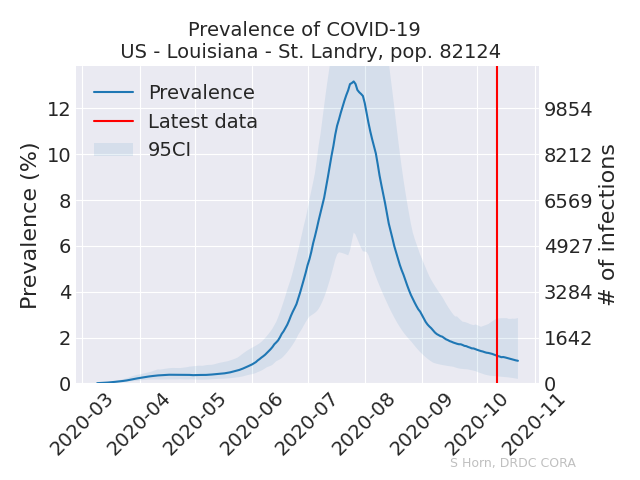 Prevalence of COVID-19
US - Louisiana - St. Landry, pop. 82124
Prevalence
Latest data
95CI
Prevalence (%)
12
10
8
6
4
2
0
9854
8212
6569
4927
3284
1642
0
# of infections
2020-03
2020-04
2020-05
2020-06
2020-07
2020-08
2020-09
2020-10
2020-11
S Horn, DRDC CORA